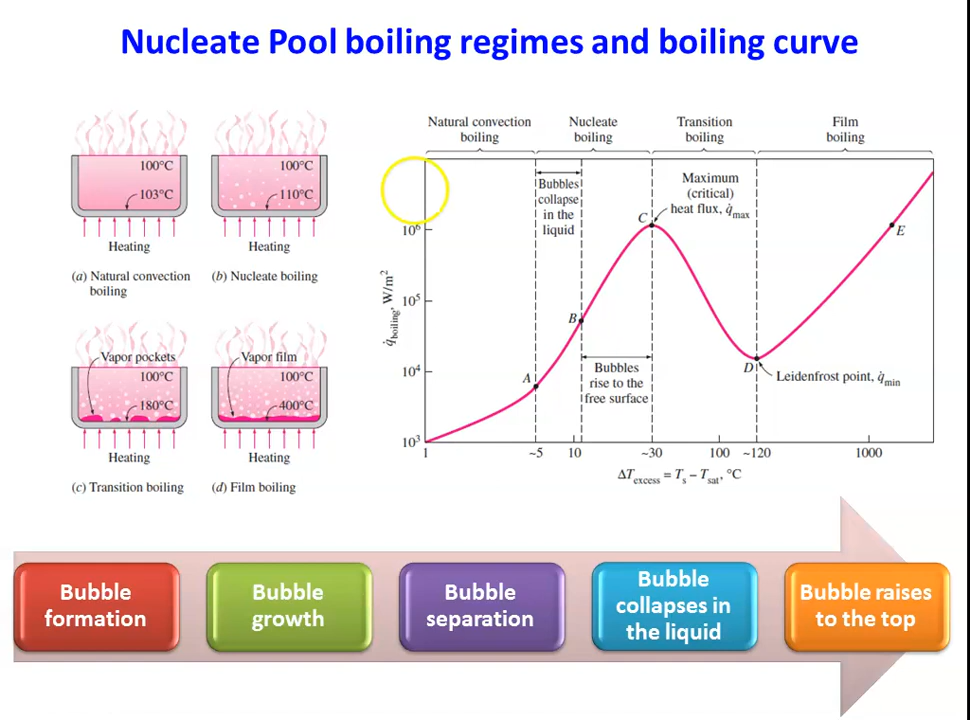 Nucleate Pool boiling regimes and boiling curve
100°C
103°C
Heating
(a) Natural convection
boiling
100°C
110°C
Heating
(b) Nucleate boiling
Vapor pockets
100°C
180°C
Heating
(c) Transition boiling
Vapor film
100°C
400°C
Heating
(d) Film boiling
Natural convection
boiling
Nucleate
boiling
Transition
boiling
Film
boiling
Bubbles
collapse
in the
liquid
Maximum
(critical)
heat flux, q̇max
C
E
B
A
D
Bubbles
rise to the
free surface
Leidenfrost point, q̇min
q̇boiling, W/m²
10⁶
10⁵
10⁴
10³
1
~5
10
~30
100
~120
1000
ΔTexcess = Ts – Tsat, °C
Bubble
formation
Bubble
growth
Bubble
separation
Bubble
collapses in
the liquid
Bubble raises
to the top